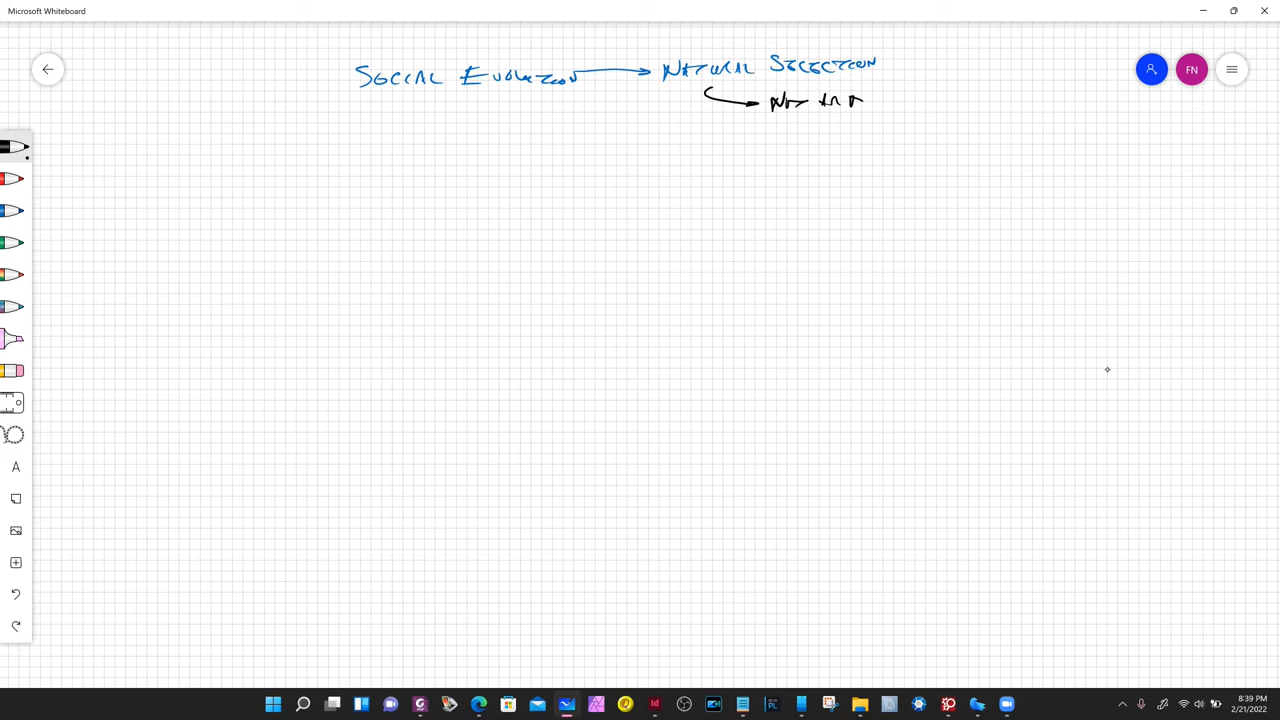 Microsoft Whiteboard
SOCIAL EVOLUTION → NATURAL SELECTION
FN
A
8:39 PM
2/21/2022